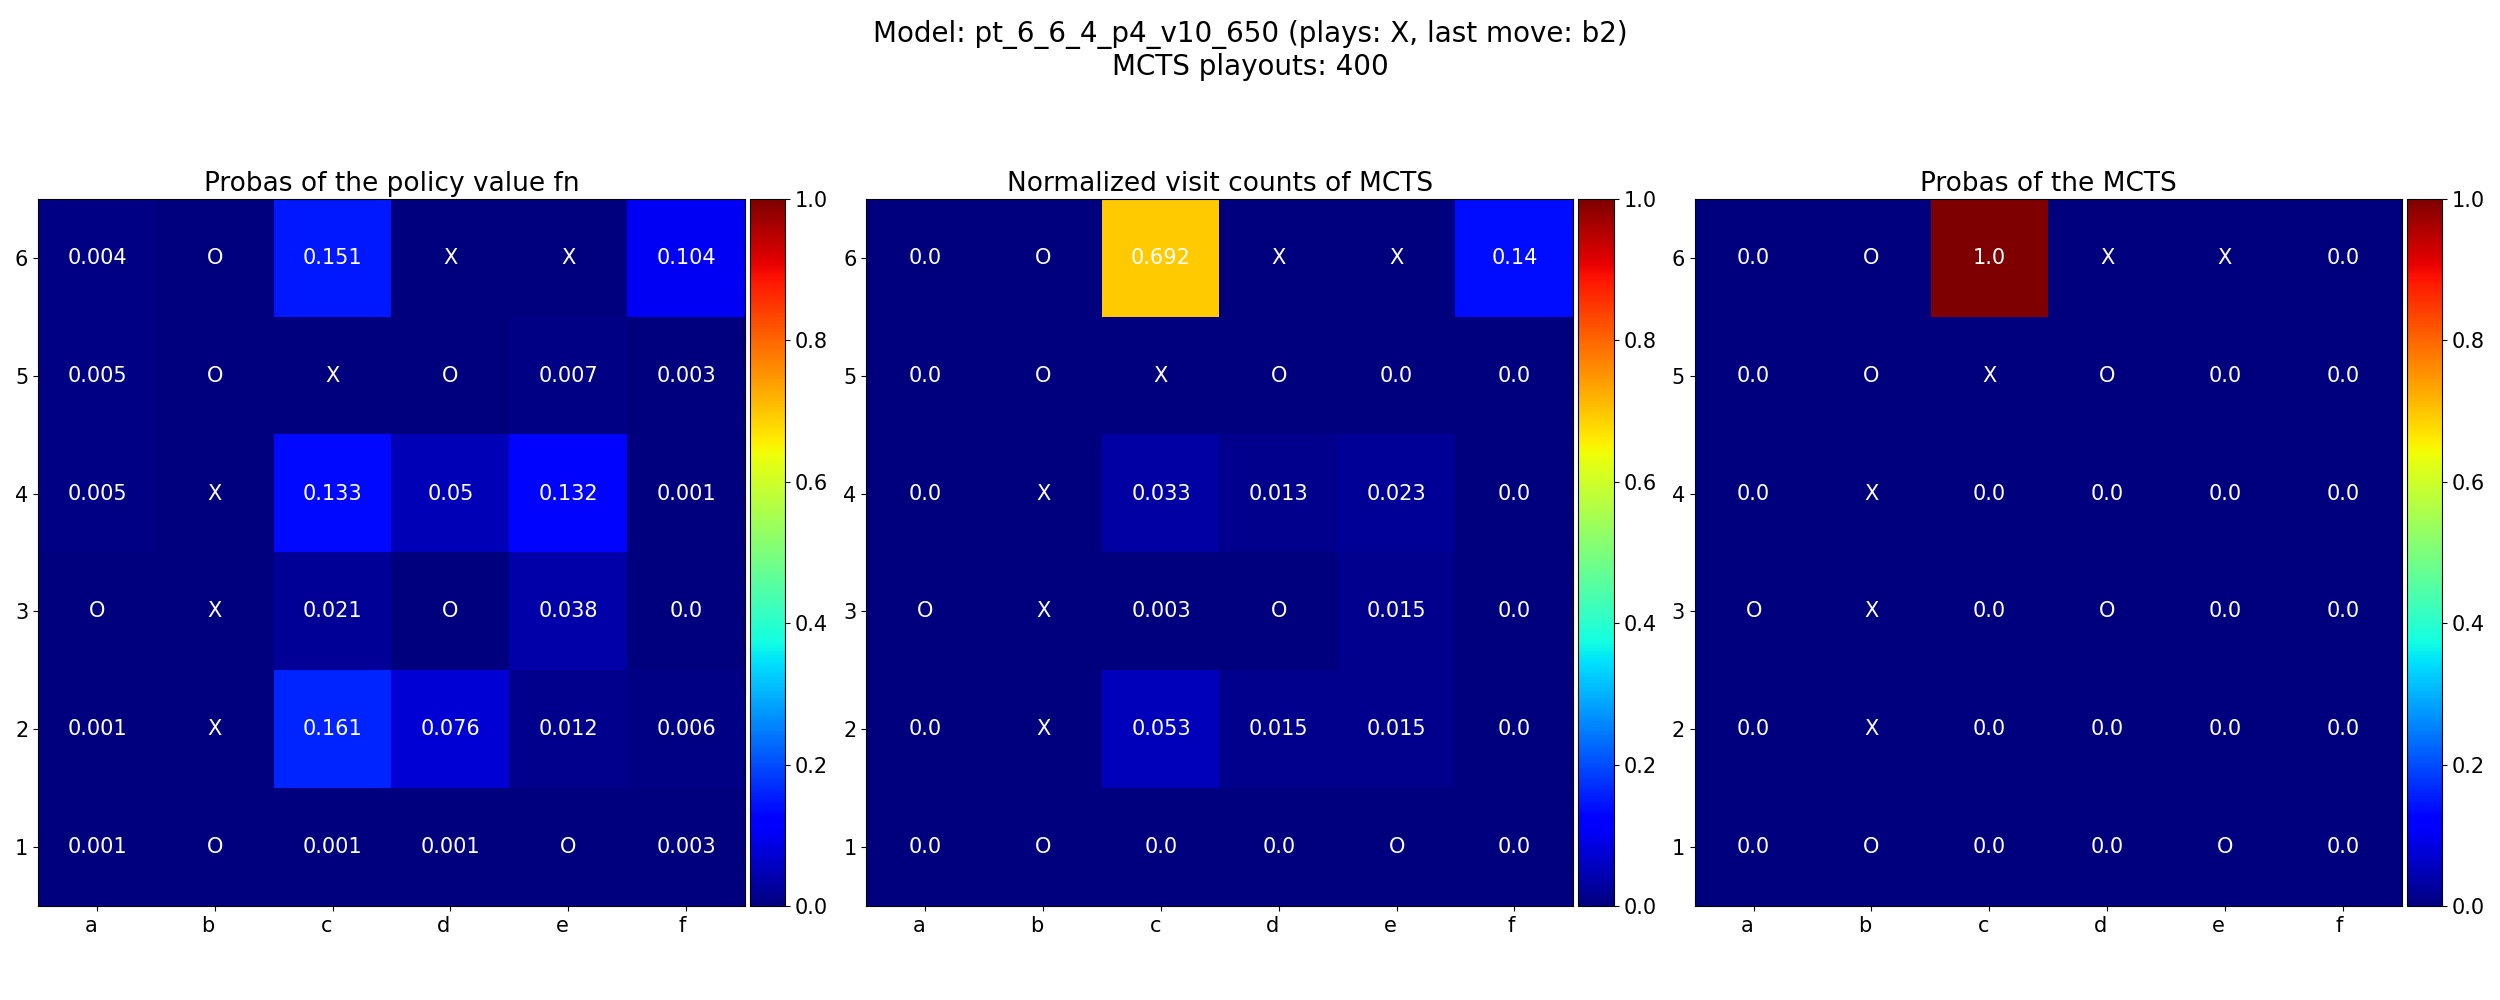 Model: pt_6_6_4_p4_v10_650 (plays: X, last move: b2)
MCTS playouts: 400
Probas of the policy value fn
6 0.004 O 0.151 X X 0.104
5 0.005 O X O 0.007 0.003
4 0.005 X 0.133 0.05 0.132 0.001
3 O X 0.021 O 0.038 0.0
2 0.001 X 0.161 0.076 0.012 0.006
1 0.001 O 0.001 0.001 O 0.003
a b c d e f
1.0
0.8
0.6
0.4
0.2
0.0
Normalized visit counts of MCTS
6 0.0 O 0.692 X X 0.14
5 0.0 O X O 0.0 0.0
4 0.0 X 0.033 0.013 0.023 0.0
3 O X 0.003 O 0.015 0.0
2 0.0 X 0.053 0.015 0.015 0.0
1 0.0 O 0.0 0.0 O 0.0
a b c d e f
1.0
0.8
0.6
0.4
0.2
0.0
Probas of the MCTS
6 0.0 O 1.0 X X 0.0
5 0.0 O X O 0.0 0.0
4 0.0 X 0.0 0.0 0.0 0.0
3 O X 0.0 O 0.0 0.0
2 0.0 X 0.0 0.0 0.0 0.0
1 0.0 O 0.0 0.0 O 0.0
a b c d e f
1.0
0.8
0.6
0.4
0.2
0.0